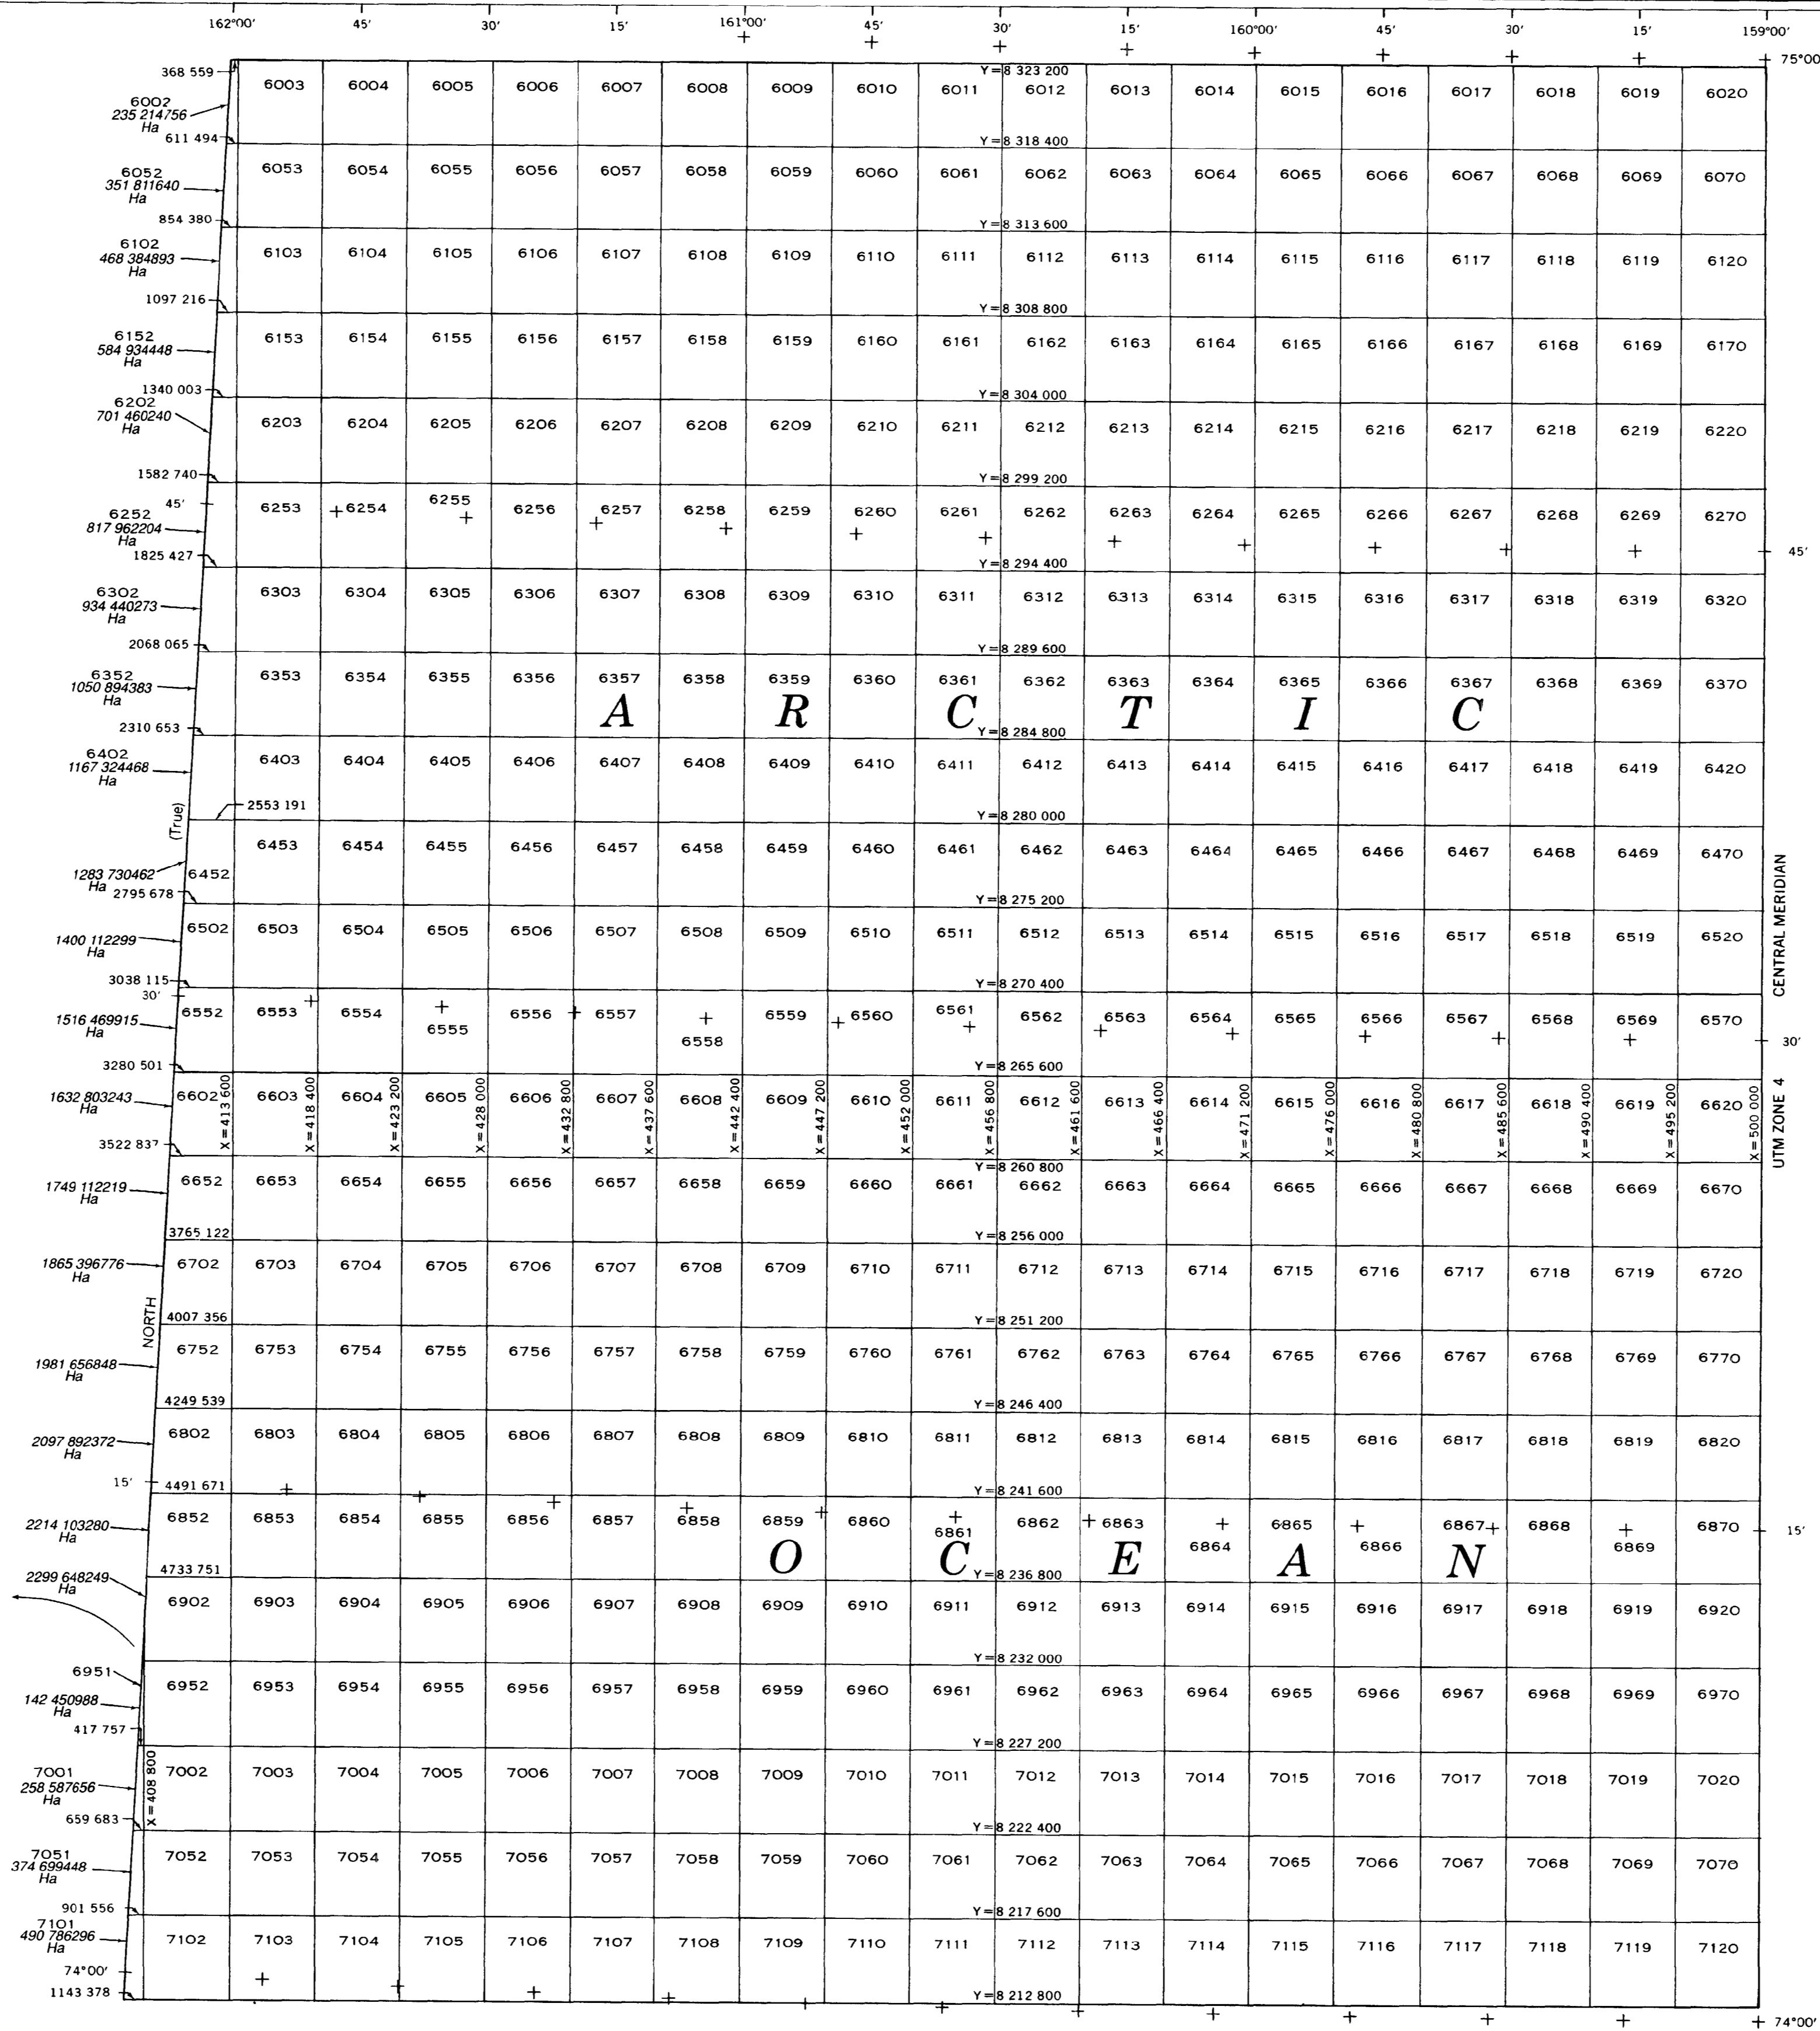 162°00' 45' 30' 15' 161°00' 45' 30' 15' 160°00' 45' 30' 15' 159°00'
75°00'
368 559
Y=8 323 200
6002
235 214756
Ha
6003 6004 6005 6006 6007 6008 6009 6010 6011 6012 6013 6014 6015 6016 6017 6018 6019 6020
611 494
Y=8 318 400
6052
351 811640
Ha
6053 6054 6055 6056 6057 6058 6059 6060 6061 6062 6063 6064 6065 6066 6067 6068 6069 6070
854 380
Y=8 313 600
6102
468 384893
Ha
6103 6104 6105 6106 6107 6108 6109 6110 6111 6112 6113 6114 6115 6116 6117 6118 6119 6120
1097 216
Y=8 308 800
6152
584 934448
Ha
6153 6154 6155 6156 6157 6158 6159 6160 6161 6162 6163 6164 6165 6166 6167 6168 6169 6170
1340 003
Y=8 304 000
6202
701 460240
Ha
6203 6204 6205 6206 6207 6208 6209 6210 6211 6212 6213 6214 6215 6216 6217 6218 6219 6220
1582 740
Y=8 299 200
45'
6252
817 962204
Ha
6253 6254 6255 6256 6257 6258 6259 6260 6261 6262 6263 6264 6265 6266 6267 6268 6269 6270
45'
1825 427
Y=8 294 400
6302
934 440273
Ha
6303 6304 6305 6306 6307 6308 6309 6310 6311 6312 6313 6314 6315 6316 6317 6318 6319 6320
2068 065
Y=8 289 600
6352
1050 894383
Ha
6353 6354 6355 6356 6357 6358 6359 6360 6361 6362 6363 6364 6365 6366 6367 6368 6369 6370
A R C T I C
2310 653
Y=8 284 800
6402
1167 324468
Ha
6403 6404 6405 6406 6407 6408 6409 6410 6411 6412 6413 6414 6415 6416 6417 6418 6419 6420
(True)
2553 191
Y=8 280 000
1283 730462
Ha
6452 6453 6454 6455 6456 6457 6458 6459 6460 6461 6462 6463 6464 6465 6466 6467 6468 6469 6470
2795 678
Y=8 275 200
1400 112299
Ha
6502 6503 6504 6505 6506 6507 6508 6509 6510 6511 6512 6513 6514 6515 6516 6517 6518 6519 6520
CENTRAL MERIDIAN
3038 115
Y=8 270 400
30'
1516 469915
Ha
6552 6553 6554 6555 6556 6557 6558 6559 6560 6561 6562 6563 6564 6565 6566 6567 6568 6569 6570
30'
3280 501
Y=8 265 600
1632 803243
Ha
6602 6603 6604 6605 6606 6607 6608 6609 6610 6611 6612 6613 6614 6615 6616 6617 6618 6619 6620
X=413 600 X=418 400 X=423 200 X=428 000 X=432 800 X=437 600 X=442 400 X=447 200 X=452 000 X=456 800 X=461 600 X=466 400 X=471 200 X=476 000 X=480 800 X=485 600 X=490 400 X=495 200 X=500 000
UTM ZONE 4
3522 837
Y=8 260 800
1749 112219
Ha
6652 6653 6654 6655 6656 6657 6658 6659 6660 6661 6662 6663 6664 6665 6666 6667 6668 6669 6670
3765 122
Y=8 256 000
1865 396776
Ha
6702 6703 6704 6705 6706 6707 6708 6709 6710 6711 6712 6713 6714 6715 6716 6717 6718 6719 6720
NORTH
4007 356
Y=8 251 200
1981 656848
Ha
6752 6753 6754 6755 6756 6757 6758 6759 6760 6761 6762 6763 6764 6765 6766 6767 6768 6769 6770
4249 539
Y=8 246 400
2097 892372
Ha
6802 6803 6804 6805 6806 6807 6808 6809 6810 6811 6812 6813 6814 6815 6816 6817 6818 6819 6820
15'
4491 671
Y=8 241 600
2214 103280
Ha
6852 6853 6854 6855 6856 6857 6858 6859 6860 6861 6862 6863 6864 6865 6866 6867 6868 6869 6870
15'
O C E A N
4733 751
Y=8 236 800
2299 648249
Ha
6902 6903 6904 6905 6906 6907 6908 6909 6910 6911 6912 6913 6914 6915 6916 6917 6918 6919 6920
Y=8 232 000
6951
142 450988
Ha
6952 6953 6954 6955 6956 6957 6958 6959 6960 6961 6962 6963 6964 6965 6966 6967 6968 6969 6970
417 757
Y=8 227 200
7001
258 587656
Ha
X=408 800
7002 7003 7004 7005 7006 7007 7008 7009 7010 7011 7012 7013 7014 7015 7016 7017 7018 7019 7020
659 683
Y=8 222 400
7051
374 699448
Ha
7052 7053 7054 7055 7056 7057 7058 7059 7060 7061 7062 7063 7064 7065 7066 7067 7068 7069 7070
901 556
Y=8 217 600
7101
490 786296
Ha
7102 7103 7104 7105 7106 7107 7108 7109 7110 7111 7112 7113 7114 7115 7116 7117 7118 7119 7120
74°00'
1143 378
Y=8 212 800
74°00'